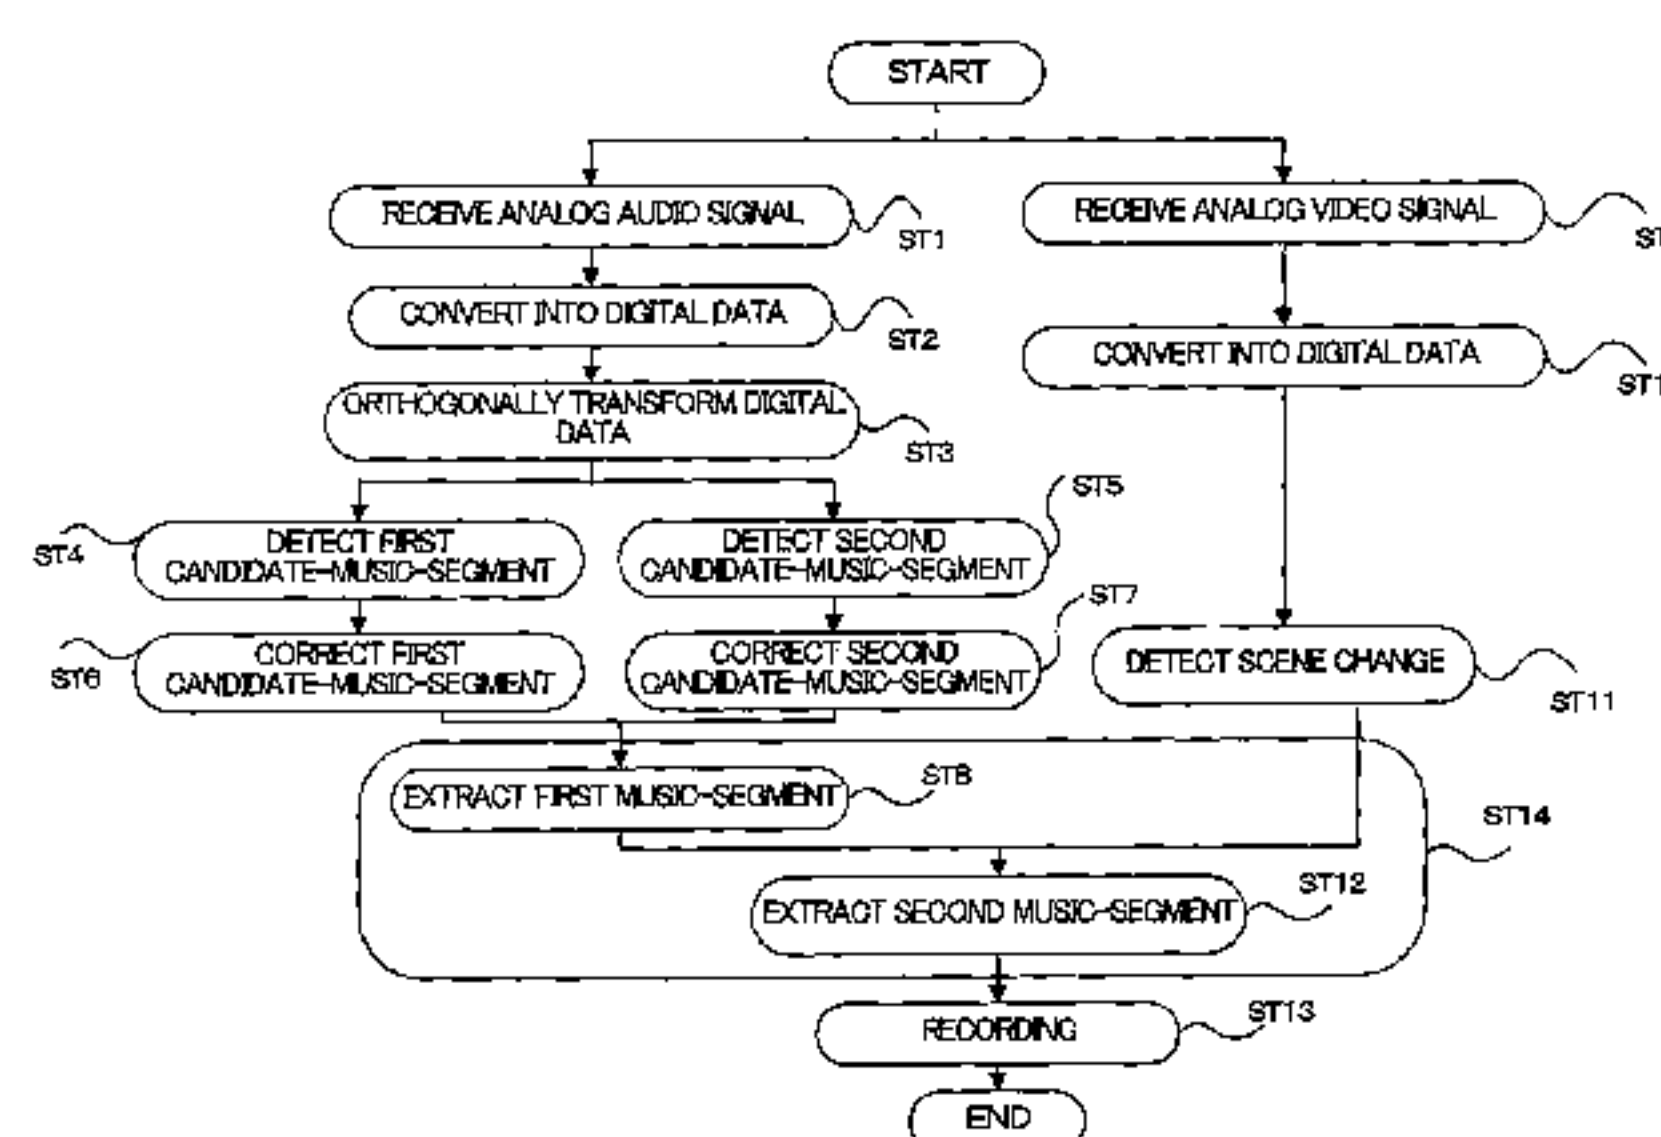 START
RECEIVE ANALOG AUDIO SIGNAL
ST1
RECEIVE ANALOG VIDEO SIGNAL
CONVERT INTO DIGITAL DATA
ST2
CONVERT INTO DIGITAL DATA
ORTHOGONALLY TRANSFORM DIGITAL
DATA
ST3
ST4
DETECT FIRST
CANDIDATE-MUSIC-SEGMENT
DETECT SECOND
CANDIDATE-MUSIC-SEGMENT
ST5
ST6
CORRECT FIRST
CANDIDATE-MUSIC-SEGMENT
CORRECT SECOND
CANDIDATE-MUSIC-SEGMENT
ST7
DETECT SCENE CHANGE
ST11
EXTRACT FIRST MUSIC-SEGMENT
ST8
ST14
EXTRACT SECOND MUSIC-SEGMENT
ST12
RECORDING
ST13
END